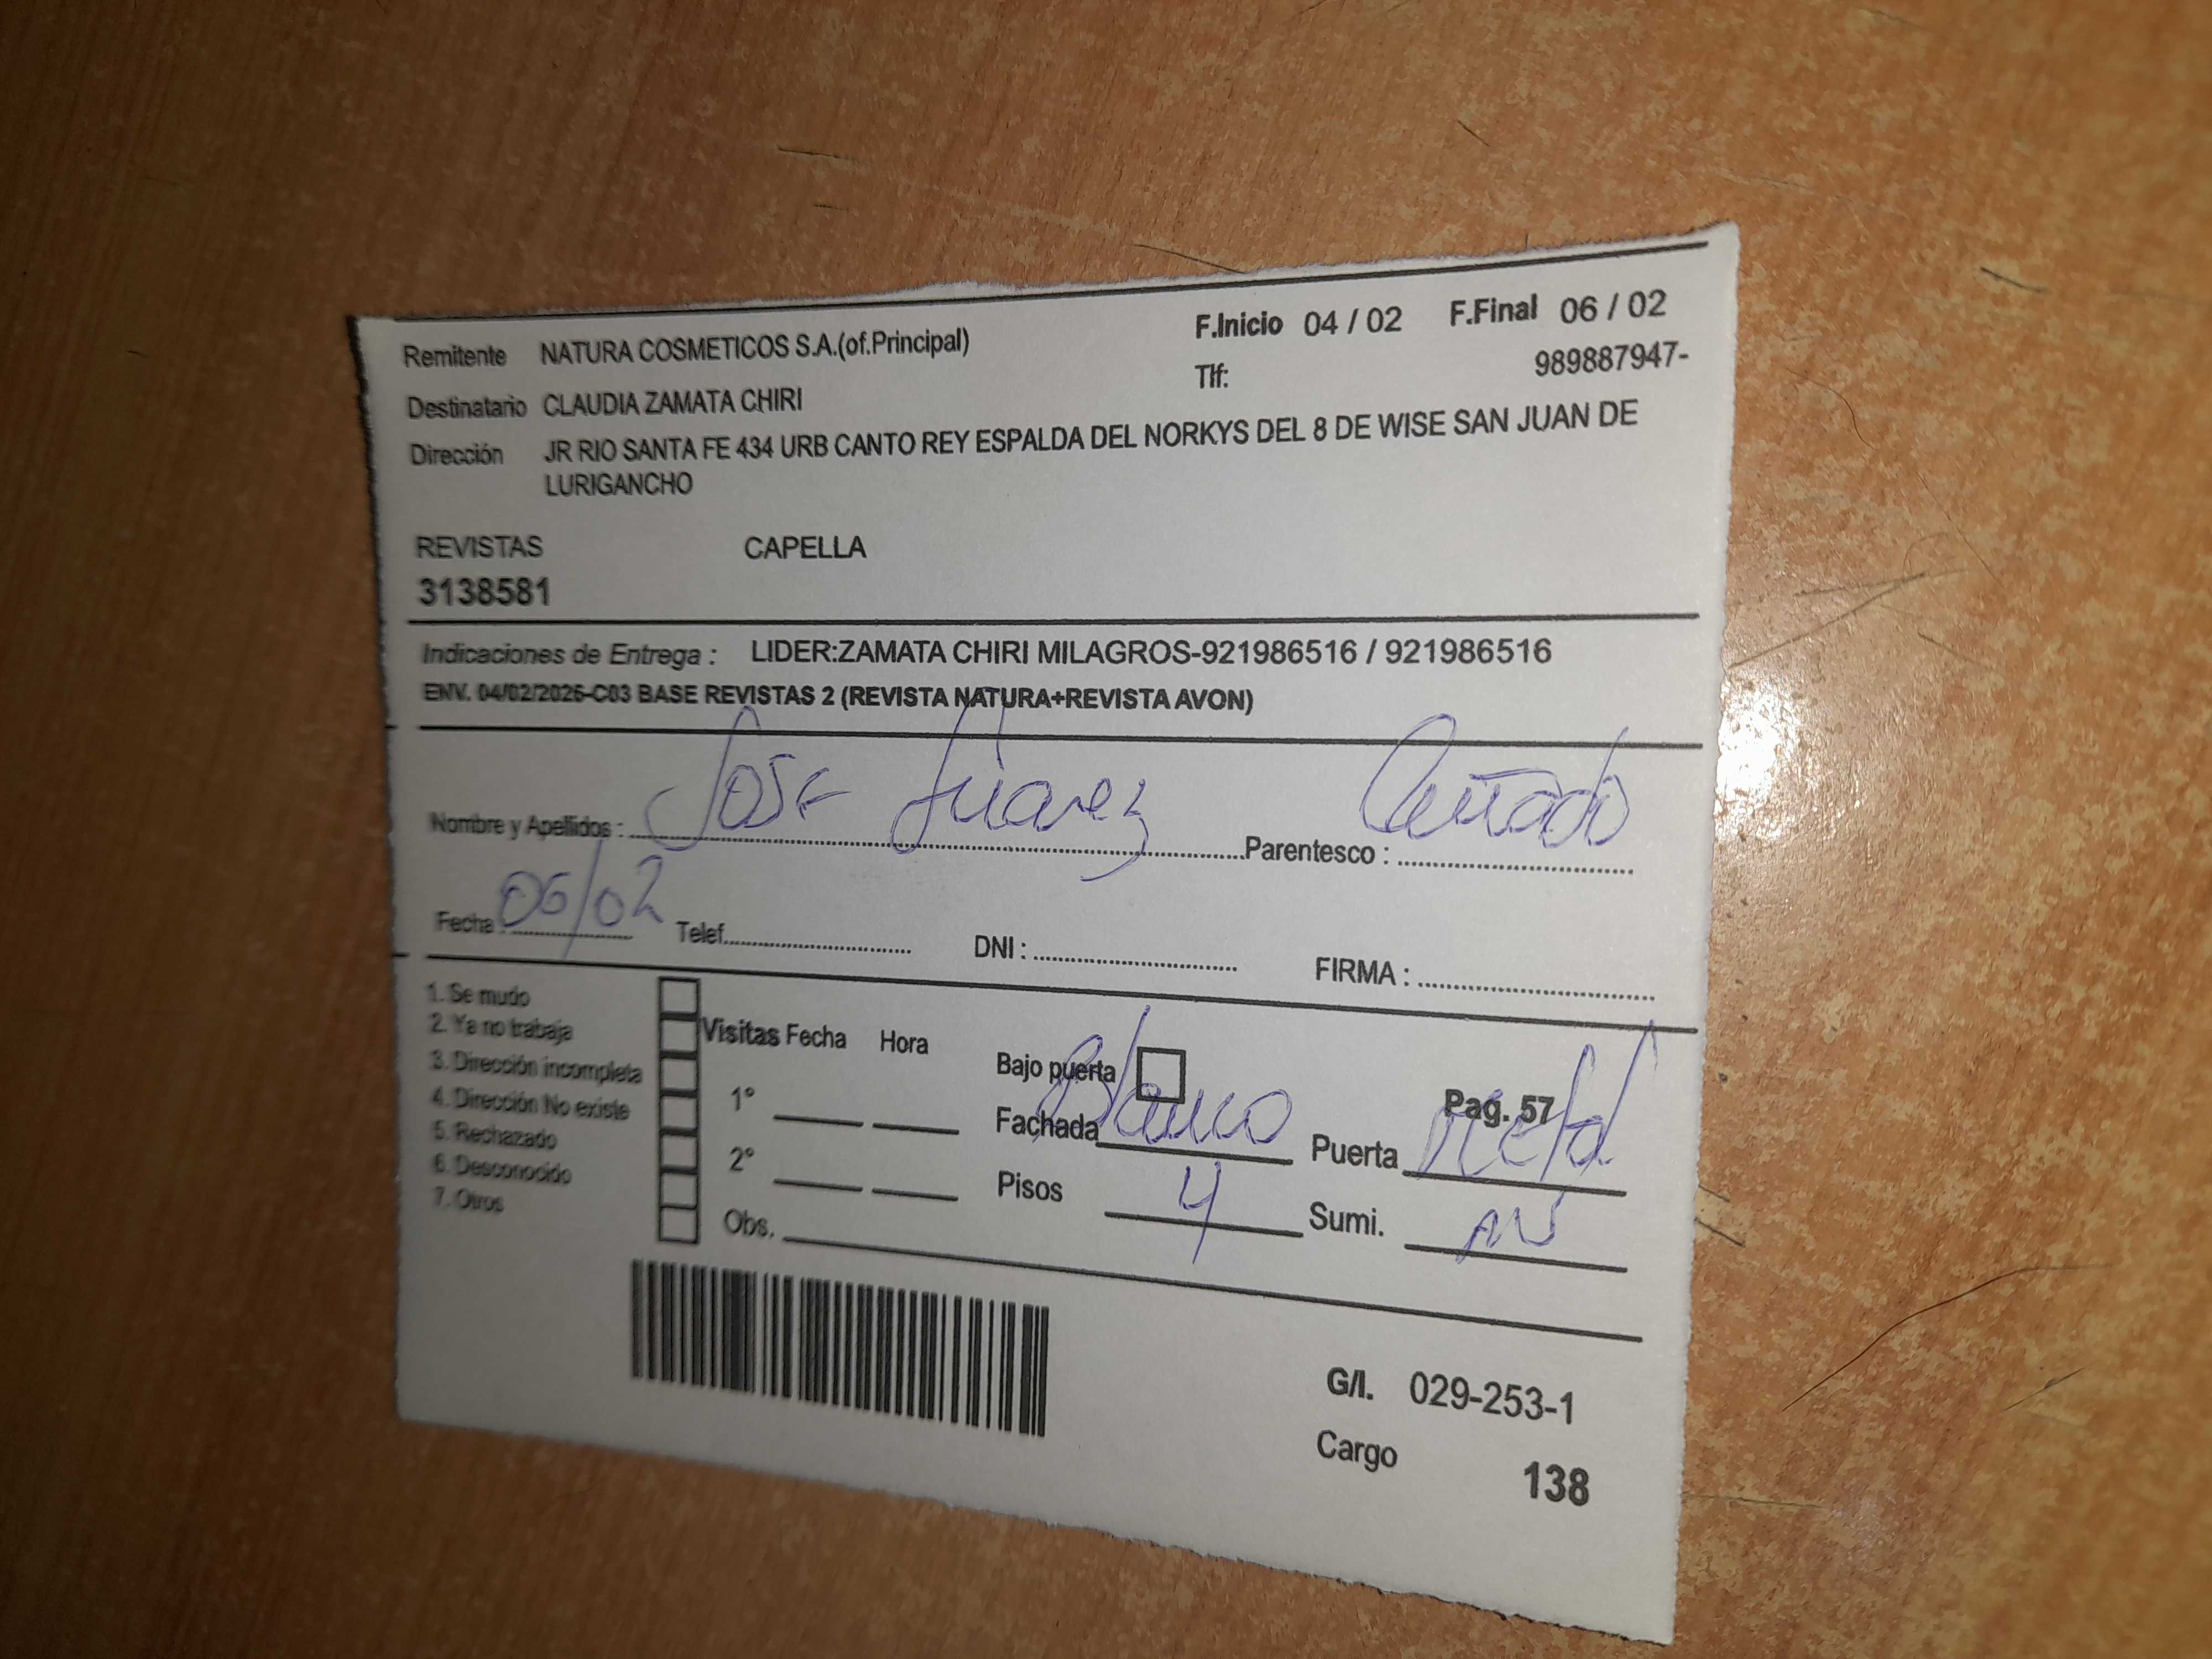 Remitente NATURA COSMETICOS S.A.(of.Principal) F.Inicio 04 / 02 F.Final 06 / 02
Tlf: 989887947-
Destinatario CLAUDIA ZAMATA CHIRI
Dirección JR RIO SANTA FE 434 URB CANTO REY ESPALDA DEL NORKYS DEL 8 DE WISE SAN JUAN DE
LURIGANCHO
REVISTAS CAPELLA
3138581
Indicaciones de Entrega : LIDER:ZAMATA CHIRI MILAGROS-921986516 / 921986516
ENV. 04/02/2026-C03 BASE REVISTAS 2 (REVISTA NATURA+REVISTA AVON)
Nombre y Apellidos : Jose Juarez Parentesco : Cuñado
Fecha : 06/02 Telef. DNI : FIRMA :
1. Se mudo
2. Ya no trabaja
3. Dirección incompleta
4. Dirección No existe
5. Rechazado
6. Desconocido
7. Otros
Visitas Fecha Hora
1°
2°
Obs.
Bajo puerta Pag. 57
Fachada Blanco Puerta Metal
Pisos 4 Sumi.
G/I. 029-253-1
Cargo 138